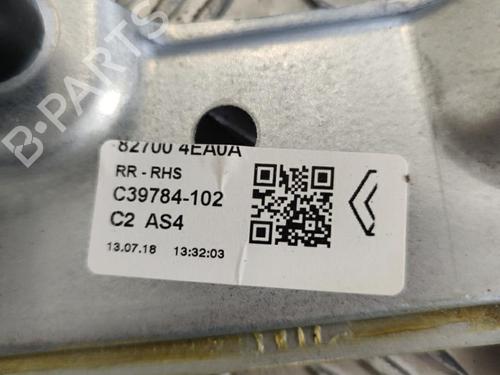 B-PARTS
82700 4EA0A
RR - RHS
C39784-102
C2 AS4
13.07.18 13:32:03